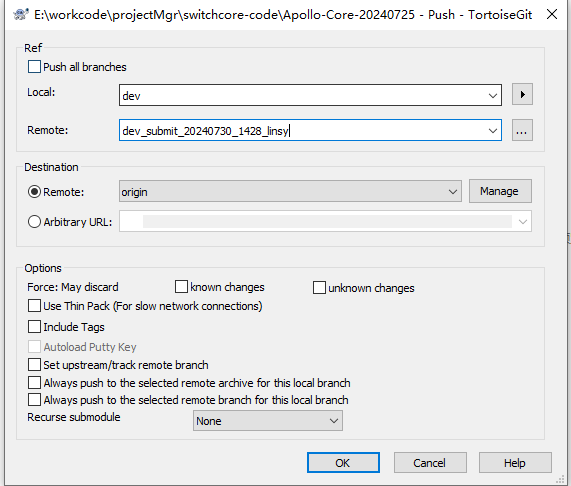 E:\workcode\projectMgr\switchcore-code\Apollo-Core-20240725 - Push - TortoiseGit
Ref
Push all branches
Local:
dev
Remote:
dev_submit_20240730_1428_linsy
...
Destination
Remote:
origin
Manage
Arbitrary URL:
Options
Force: May discard
known changes
unknown changes
Use Thin Pack (For slow network connections)
Include Tags
Autoload Putty Key
Set upstream/track remote branch
Always push to the selected remote archive for this local branch
Always push to the selected remote branch for this local branch
Recurse submodule
None
OK
Cancel
Help